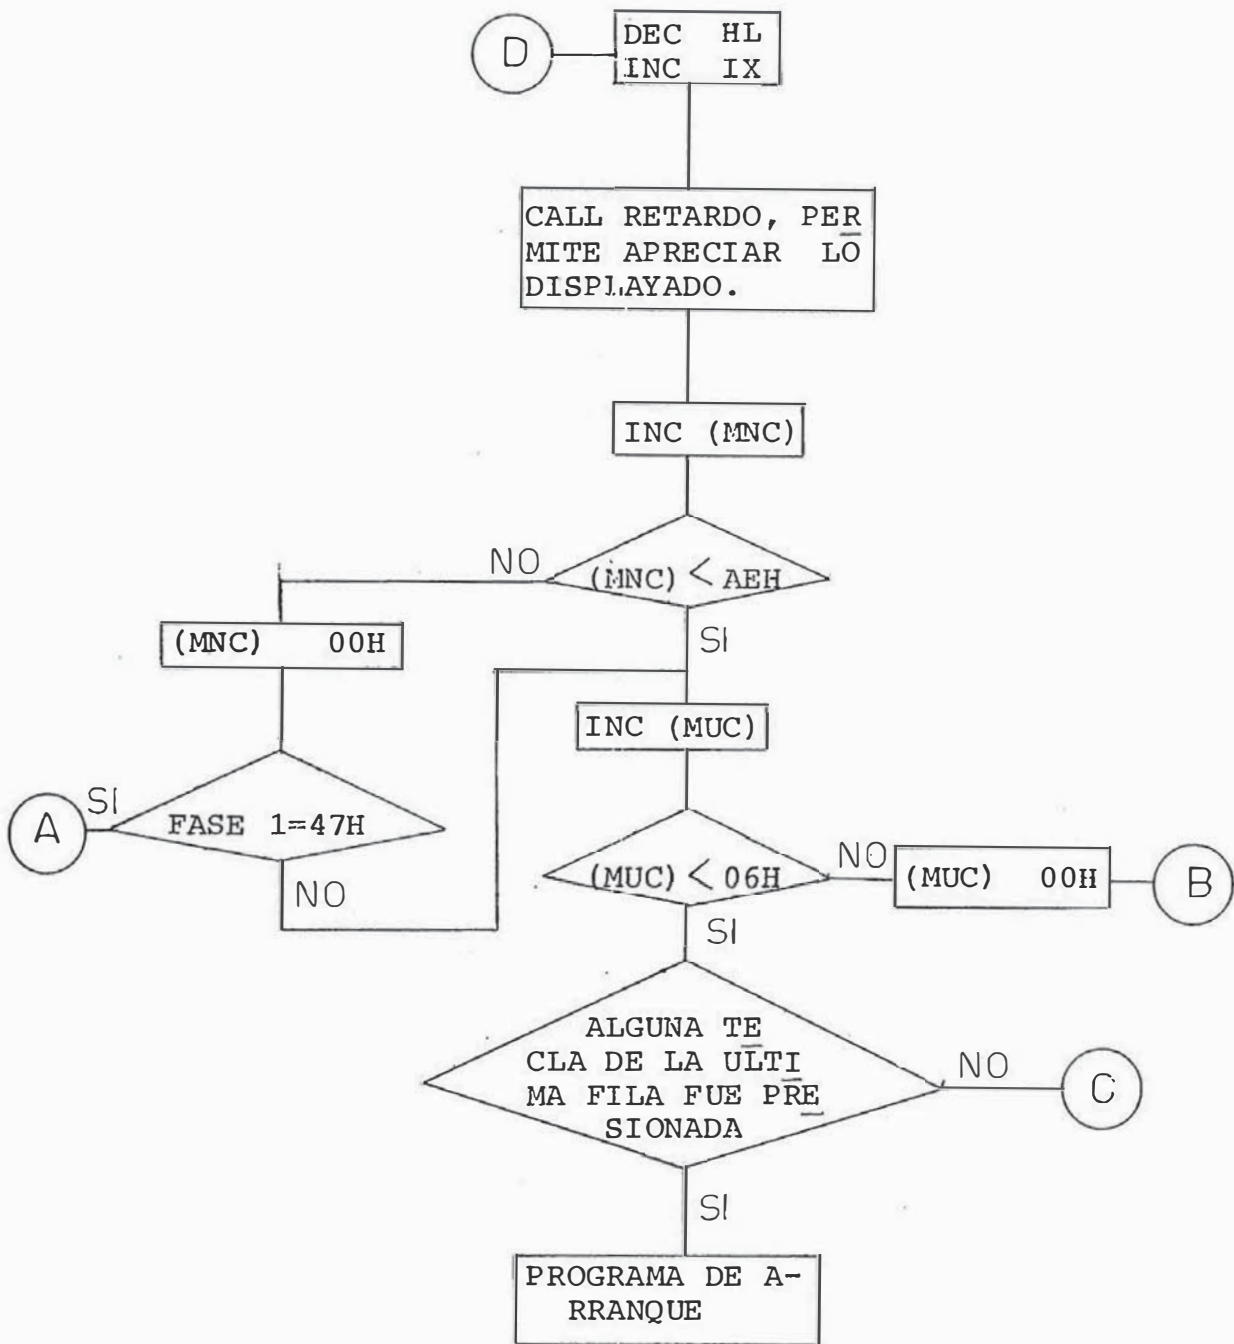 D
DEC HL
INC IX
CALL RETARDO, PER
MITE APRECIAR LO
DISPLAYADO.
INC (MNC)
NO
(MNC) < AEH
SI
(MNC) 00H
INC (MUC)
A
SI
FASE 1=47H
NO
(MUC) < 06H
NO
(MUC) 00H
B
SI
ALGUNA TE
CLA DE LA ULTI
MA FILA FUE PRE
SIONADA
NO
C
SI
PROGRAMA DE A-
RRANQUE